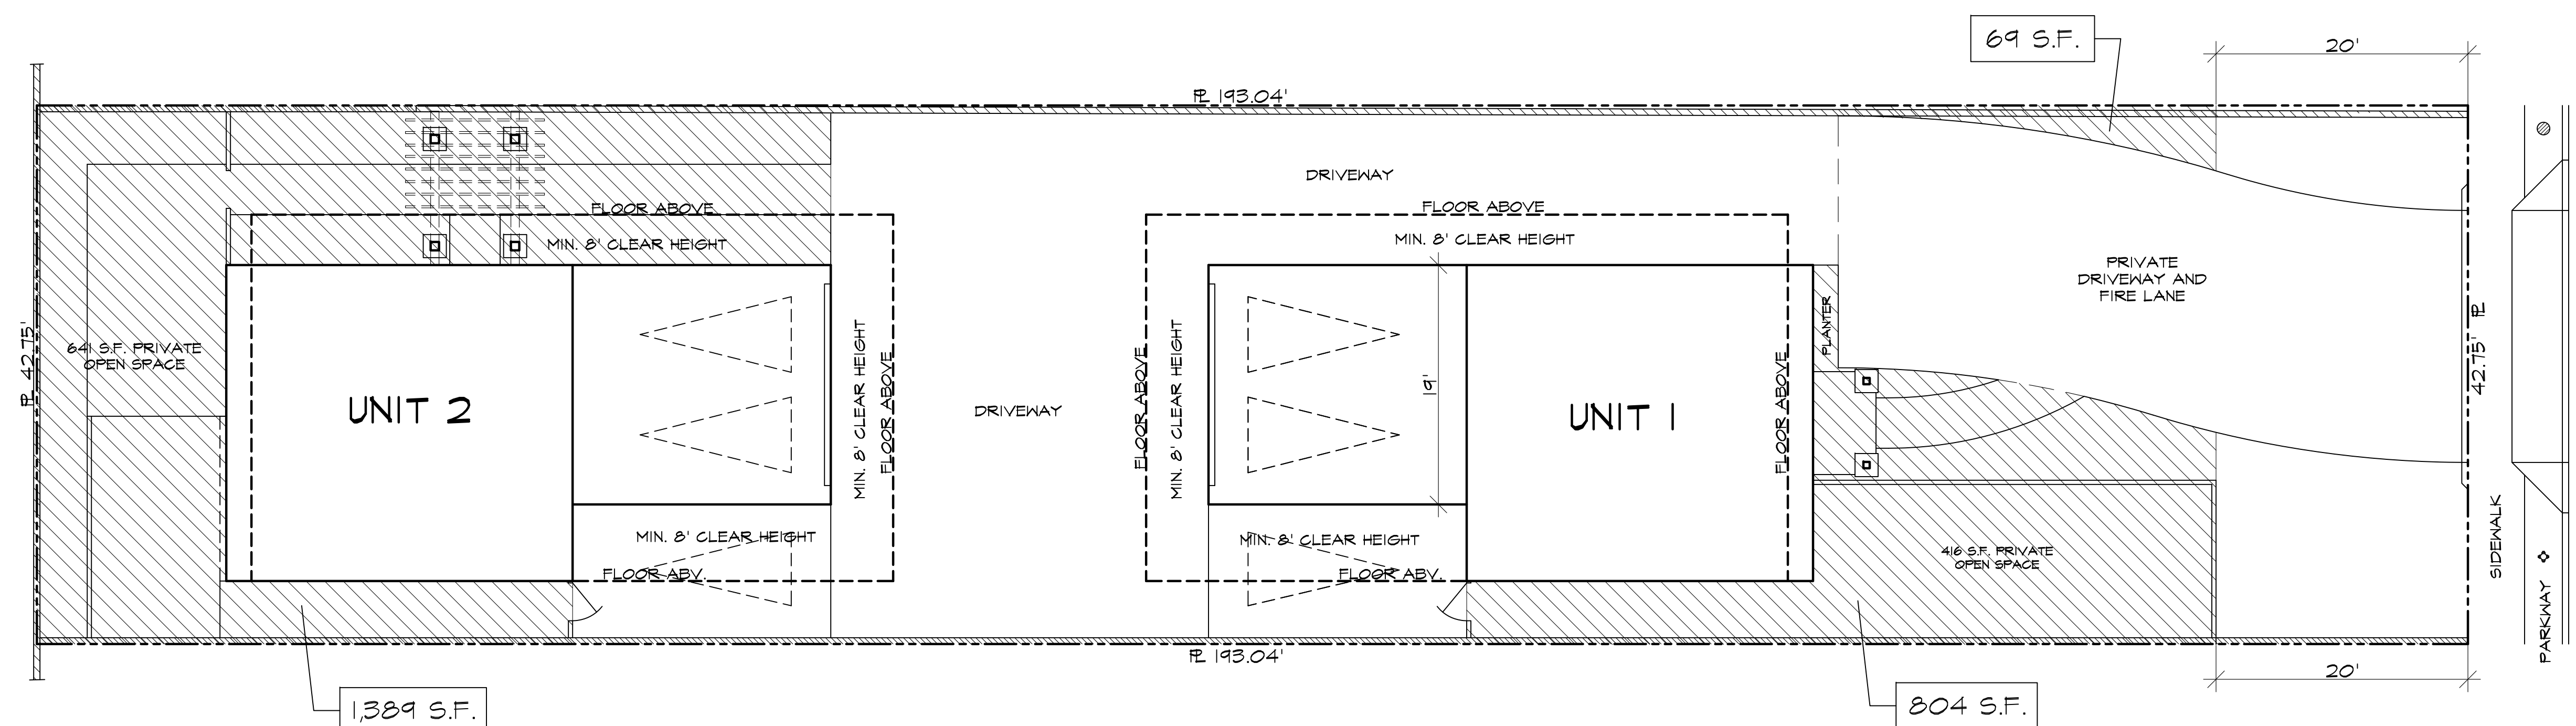 69 S.F.
20'
PL 193.04'
DRIVEWAY
FLOOR ABOVE
FLOOR ABOVE
MIN. 8' CLEAR HEIGHT
MIN. 8' CLEAR HEIGHT
PRIVATE
DRIVEWAY AND
FIRE LANE
PLANTER
PL 42.75'
641 S.F. PRIVATE
OPEN SPACE
UNIT 2
MIN. 8' CLEAR HEIGHT
FLOOR ABOVE
DRIVEWAY
FLOOR ABOVE
MIN. 8' CLEAR HEIGHT
19'
UNIT 1
FLOOR ABOVE
42.75' PL
MIN. 8' CLEAR HEIGHT
FLOOR ABV.
MIN. 8' CLEAR HEIGHT
FLOOR ABV.
416 S.F. PRIVATE
OPEN SPACE
SIDEWALK
PARKWAY
PL 193.04'
20'
1,389 S.F.
804 S.F.